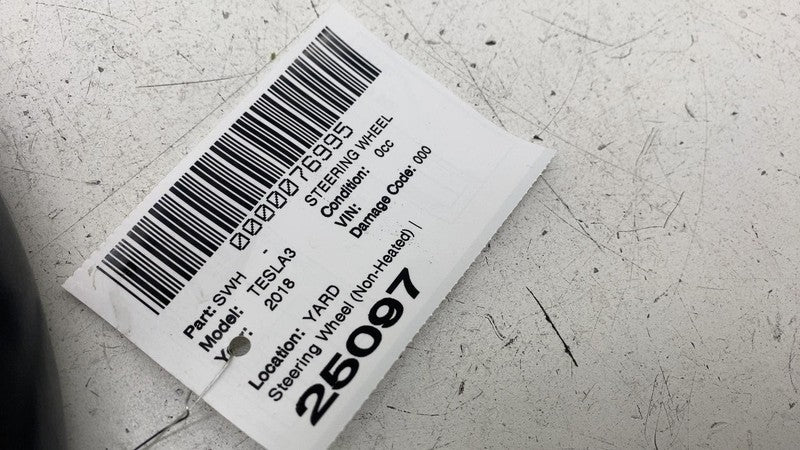 0000076995
Part: SWH - STEERING WHEEL
Model: TESLA3 Condition: 0cc
Year: 2018 VIN:
Damage Code: 000
Location: YARD
Steering Wheel (Non-Heated) |
25097